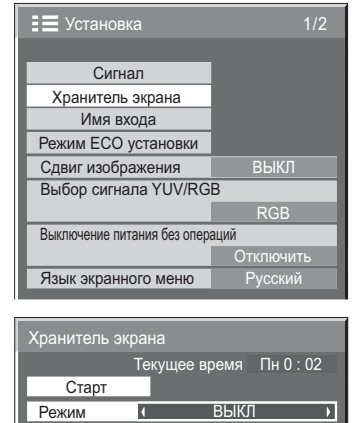 Установка 1/2
Сигнал
Хранитель экрана
Имя входа
Режим ECO установки
Сдвиг изображения ВЫКЛ
Выбор сигнала YUV/RGB
RGB
Выключение питания без операций
Отключить
Язык экранного меню Русский
Хранитель экрана
Текущее время Пн 0 : 02
Старт
Режим ВЫКЛ